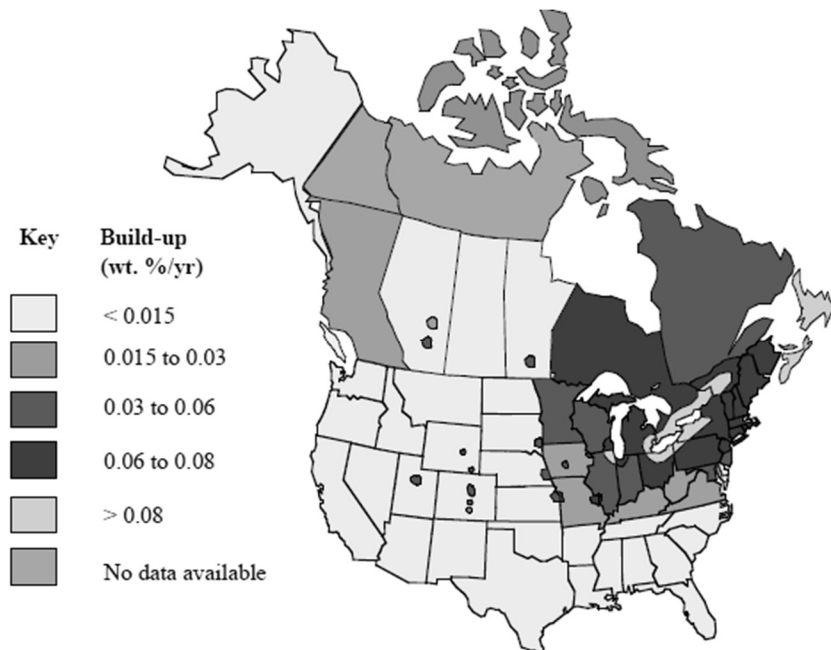 Key Build-up
(wt. %/yr)
< 0.015
0.015 to 0.03
0.03 to 0.06
0.06 to 0.08
> 0.08
No data available